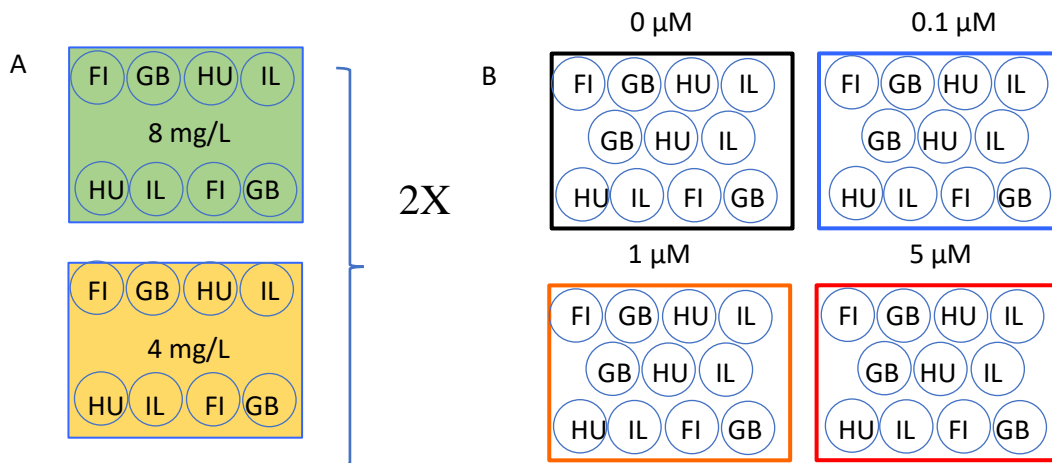 A
FI GB HU IL
8 mg/L
HU IL FI GB
FI GB HU IL
4 mg/L
HU IL FI GB
2X
B
0 µM
FI GB HU IL
GB HU IL
HU IL FI GB
0.1 µM
FI GB HU IL
GB HU IL
HU IL FI GB
1 µM
FI GB HU IL
GB HU IL
HU IL FI GB
5 µM
FI GB HU IL
GB HU IL
HU IL FI GB